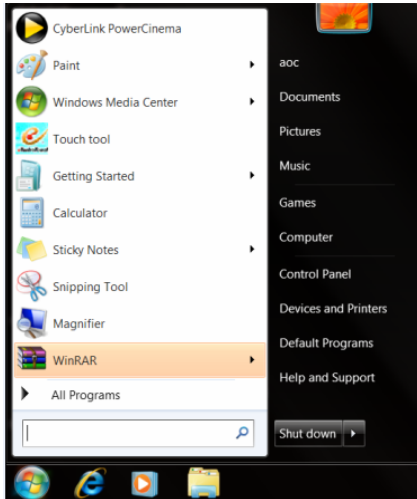 CyberLink PowerCinema
Paint
Windows Media Center
Touch tool
Getting Started
Calculator
Sticky Notes
Snipping Tool
Magnifier
WinRAR
All Programs
aoc
Documents
Pictures
Music
Games
Computer
Control Panel
Devices and Printers
Default Programs
Help and Support
Shut down